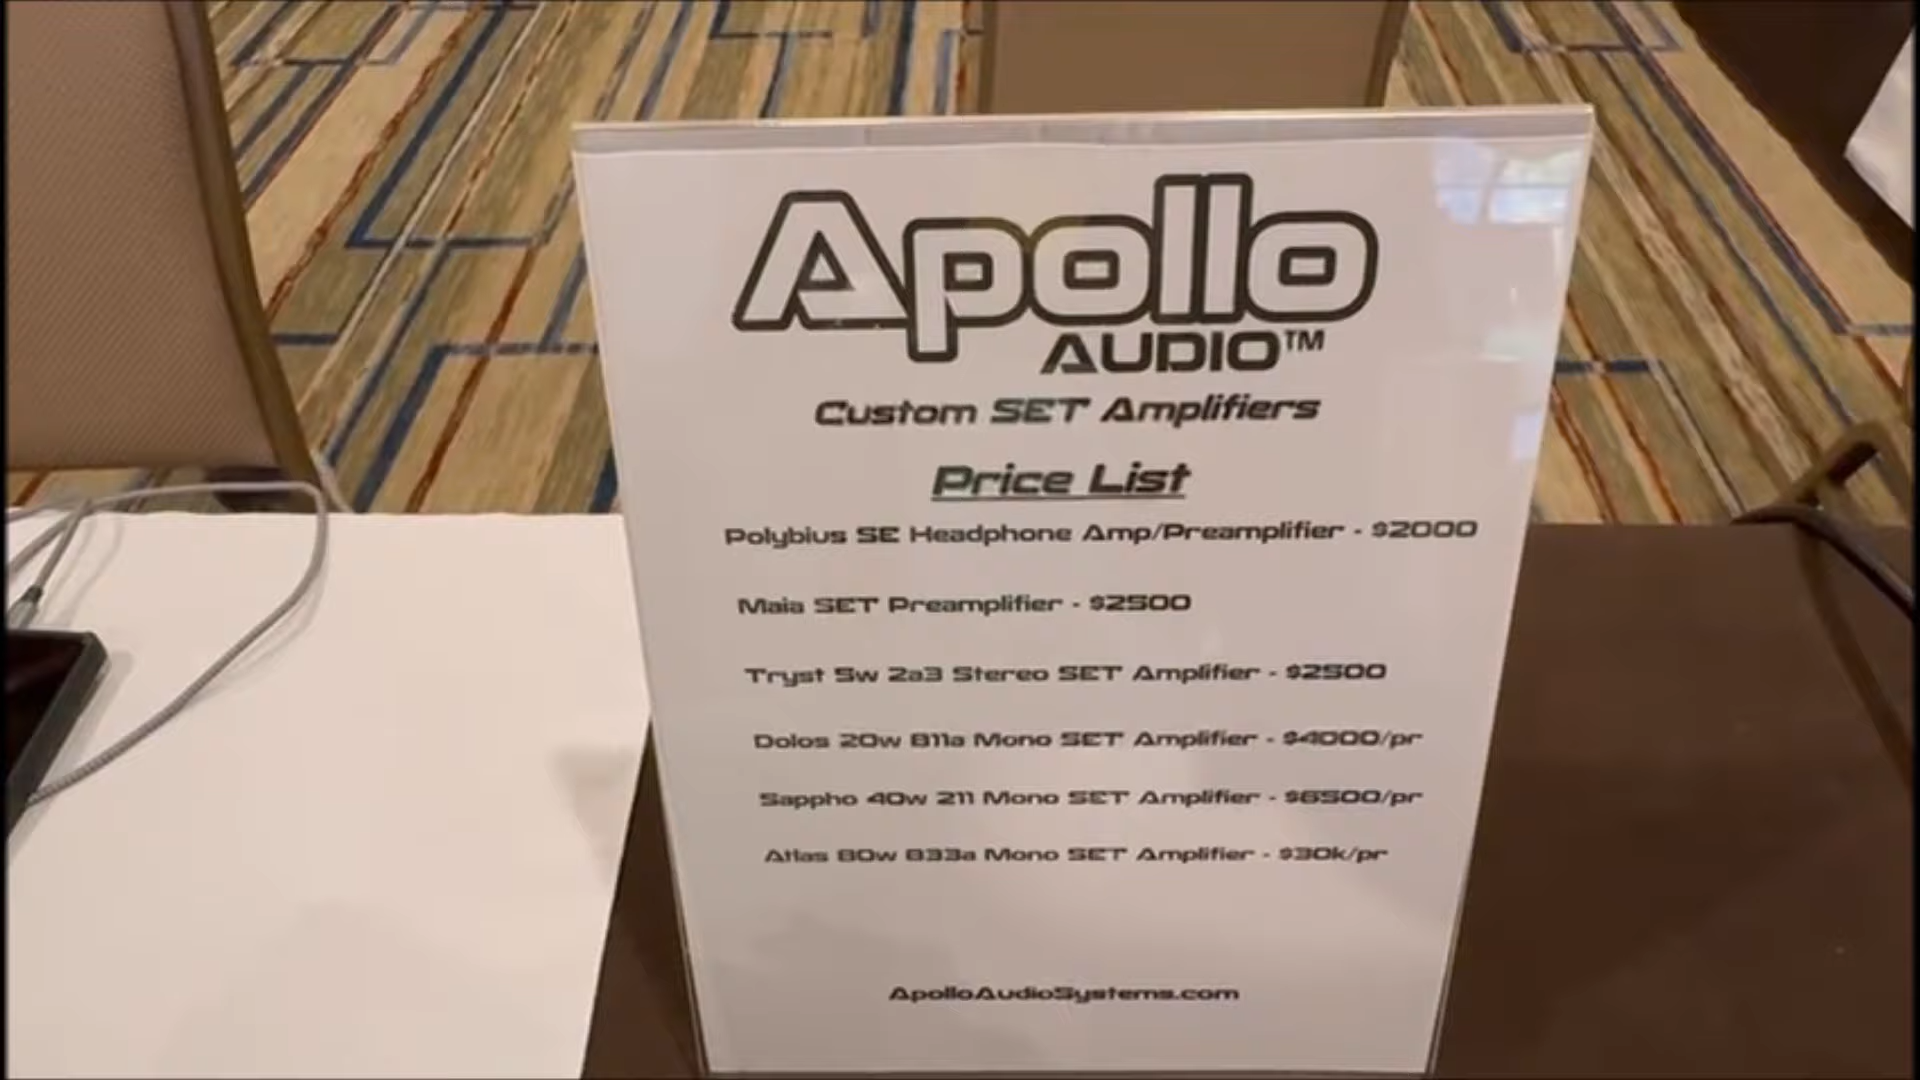 Apollo
AUDIO™
Custom SET Amplifiers
Price List
Polybius SE Headphone Amp/Preamplifier - $2000
Maia SET Preamplifier - $2500
Tryst 5w 2a3 Stereo SET Amplifier - $2500
Dolos 20w 811a Mono SET Amplifier - $4000/pr
Sappho 40w 211 Mono SET Amplifier - $6500/pr
Atlas 80w 833a Mono SET Amplifier - $30k/pr
ApolloAudioSystems.com